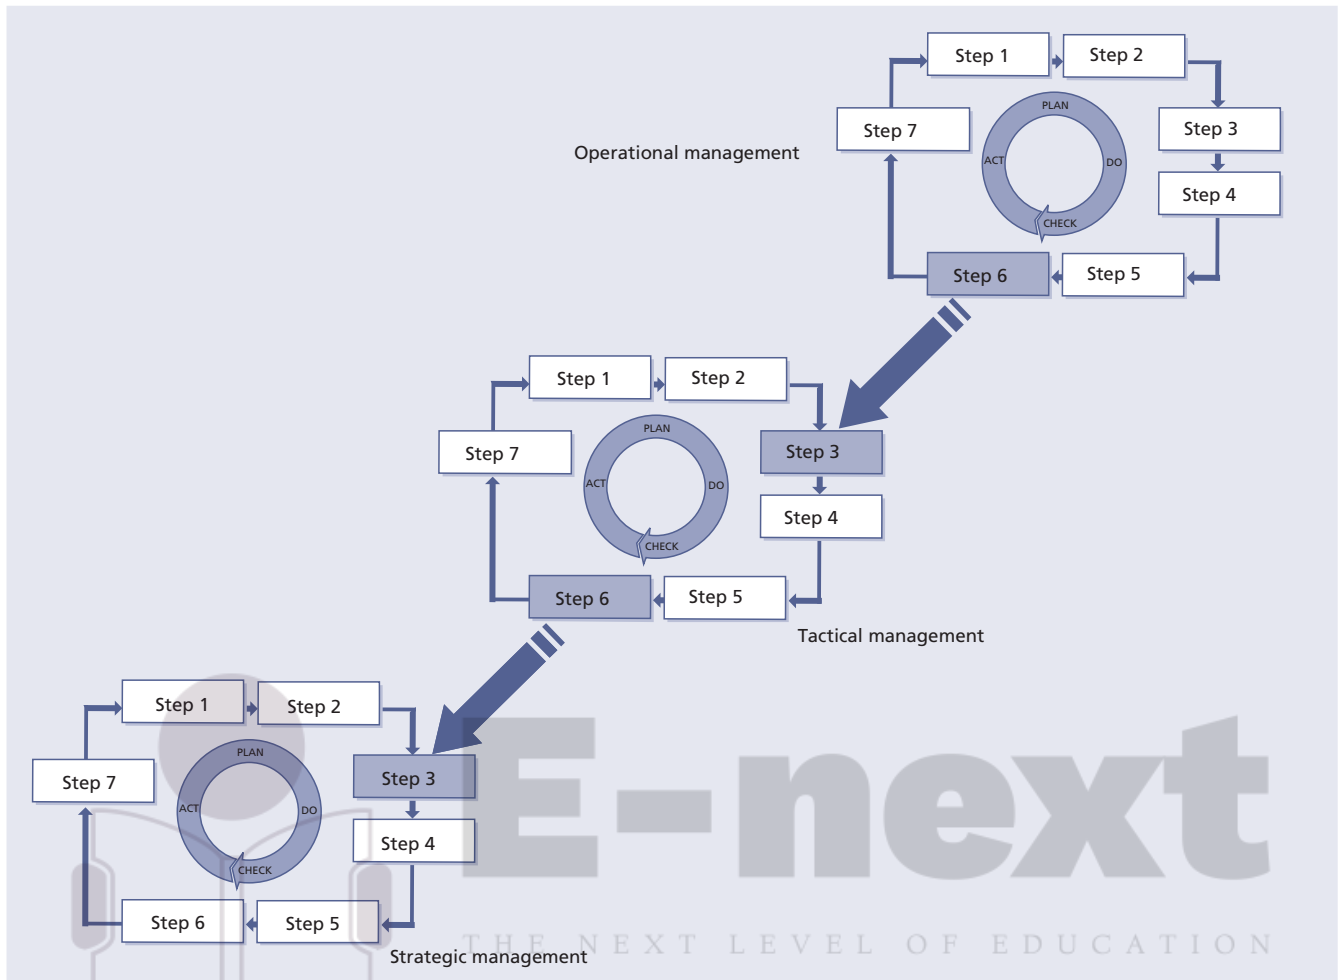 Step 1
Step 2
PLAN
Step 7
Step 3
Operational management
ACT
DO
Step 4
CHECK
Step 6
Step 5
Step 1
Step 2
PLAN
Step 7
Step 3
ACT
DO
Step 4
CHECK
Step 6
Step 5
Tactical management
Step 1
Step 2
PLAN
Step 7
Step 3
ACT
DO
Step 4
CHECK
Step 6
Step 5
E-next
THE NEXT LEVEL OF EDUCATION
Strategic management